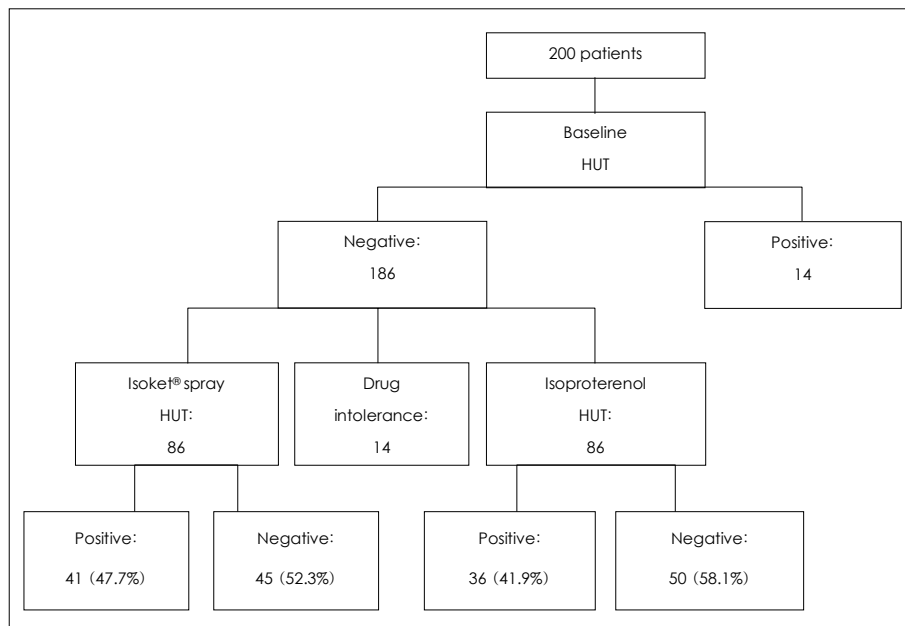 200 patients
Baseline
HUT
Negative:
186
Positive:
14
Isoket® spray
HUT:
86
Drug
intolerance:
14
Isoproterenol
HUT:
86
Positive:
41 (47.7%)
Negative:
45 (52.3%)
Positive:
36 (41.9%)
Negative:
50 (58.1%)